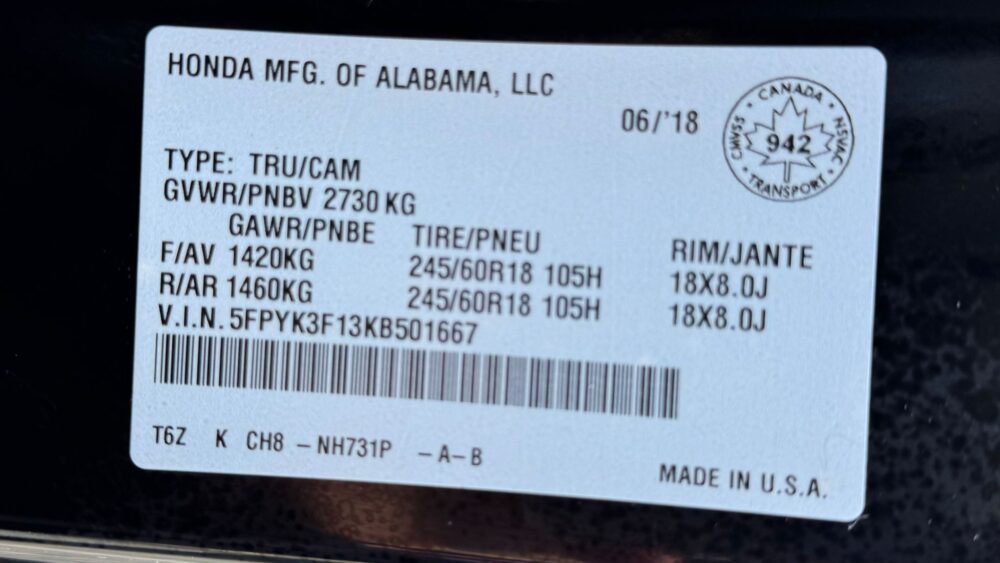 HONDA MFG. OF ALABAMA, LLC
06/'18
CANADA
CMVSS
942
NSVAC
TRANSPORT
TYPE: TRU/CAM
GVWR/PNBV 2730 KG
GAWR/PNBE TIRE/PNEU RIM/JANTE
F/AV 1420KG 245/60R18 105H 18X8.0J
R/AR 1460KG 245/60R18 105H 18X8.0J
V.I.N. 5FPYK3F13KB501667
T6Z K CH8 – NH731P – A – B
MADE IN U.S.A.